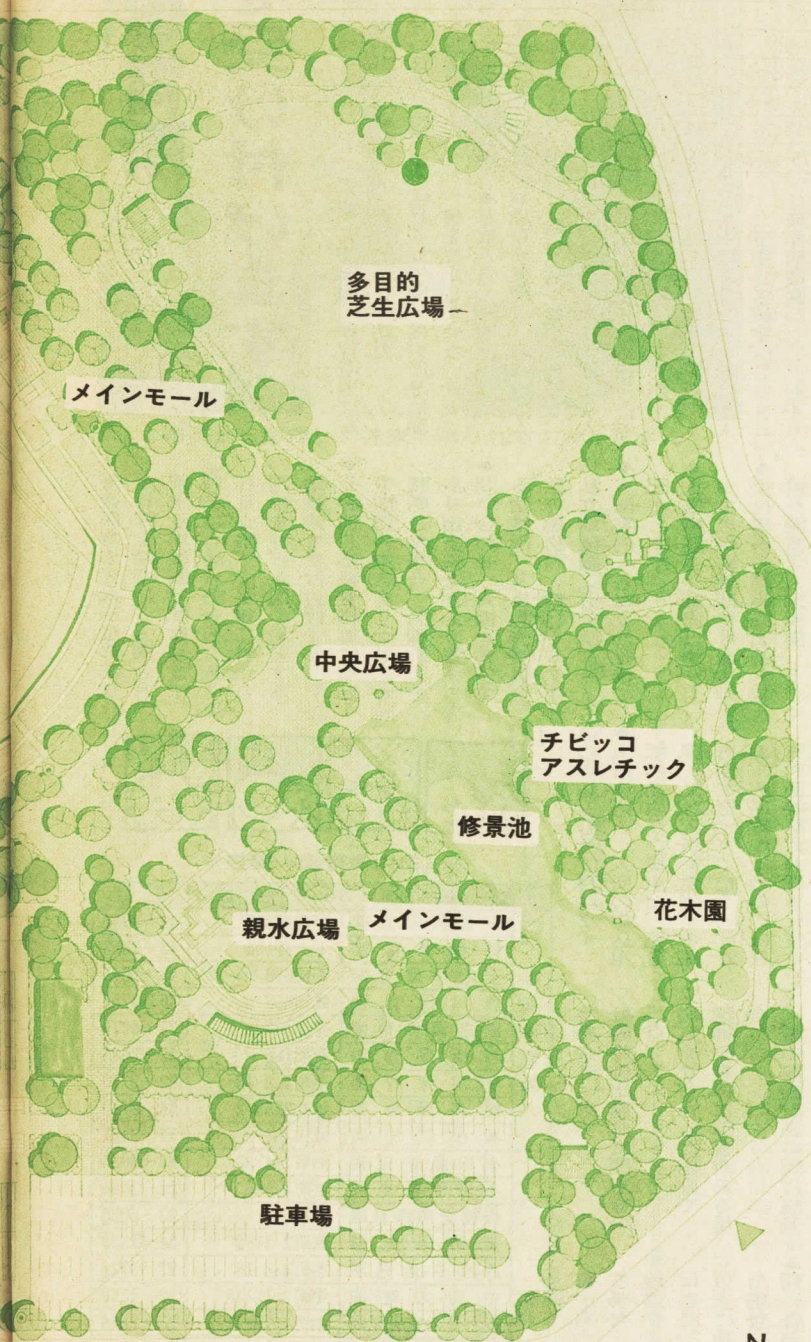 多目的
芝生広場
メインモール
中央広場
チビッコ
アスレチック
修景池
花木園
親水広場
メインモール
駐車場
N